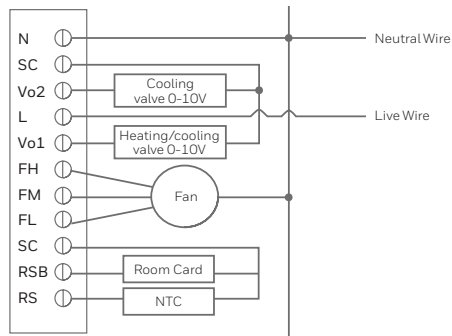 N
Neutral Wire
SC
Vo2
Cooling
valve 0-10V
L
Live Wire
Vo1
Heating/cooling
valve 0-10V
FH
FM
Fan
FL
SC
RSB
Room Card
RS
NTC